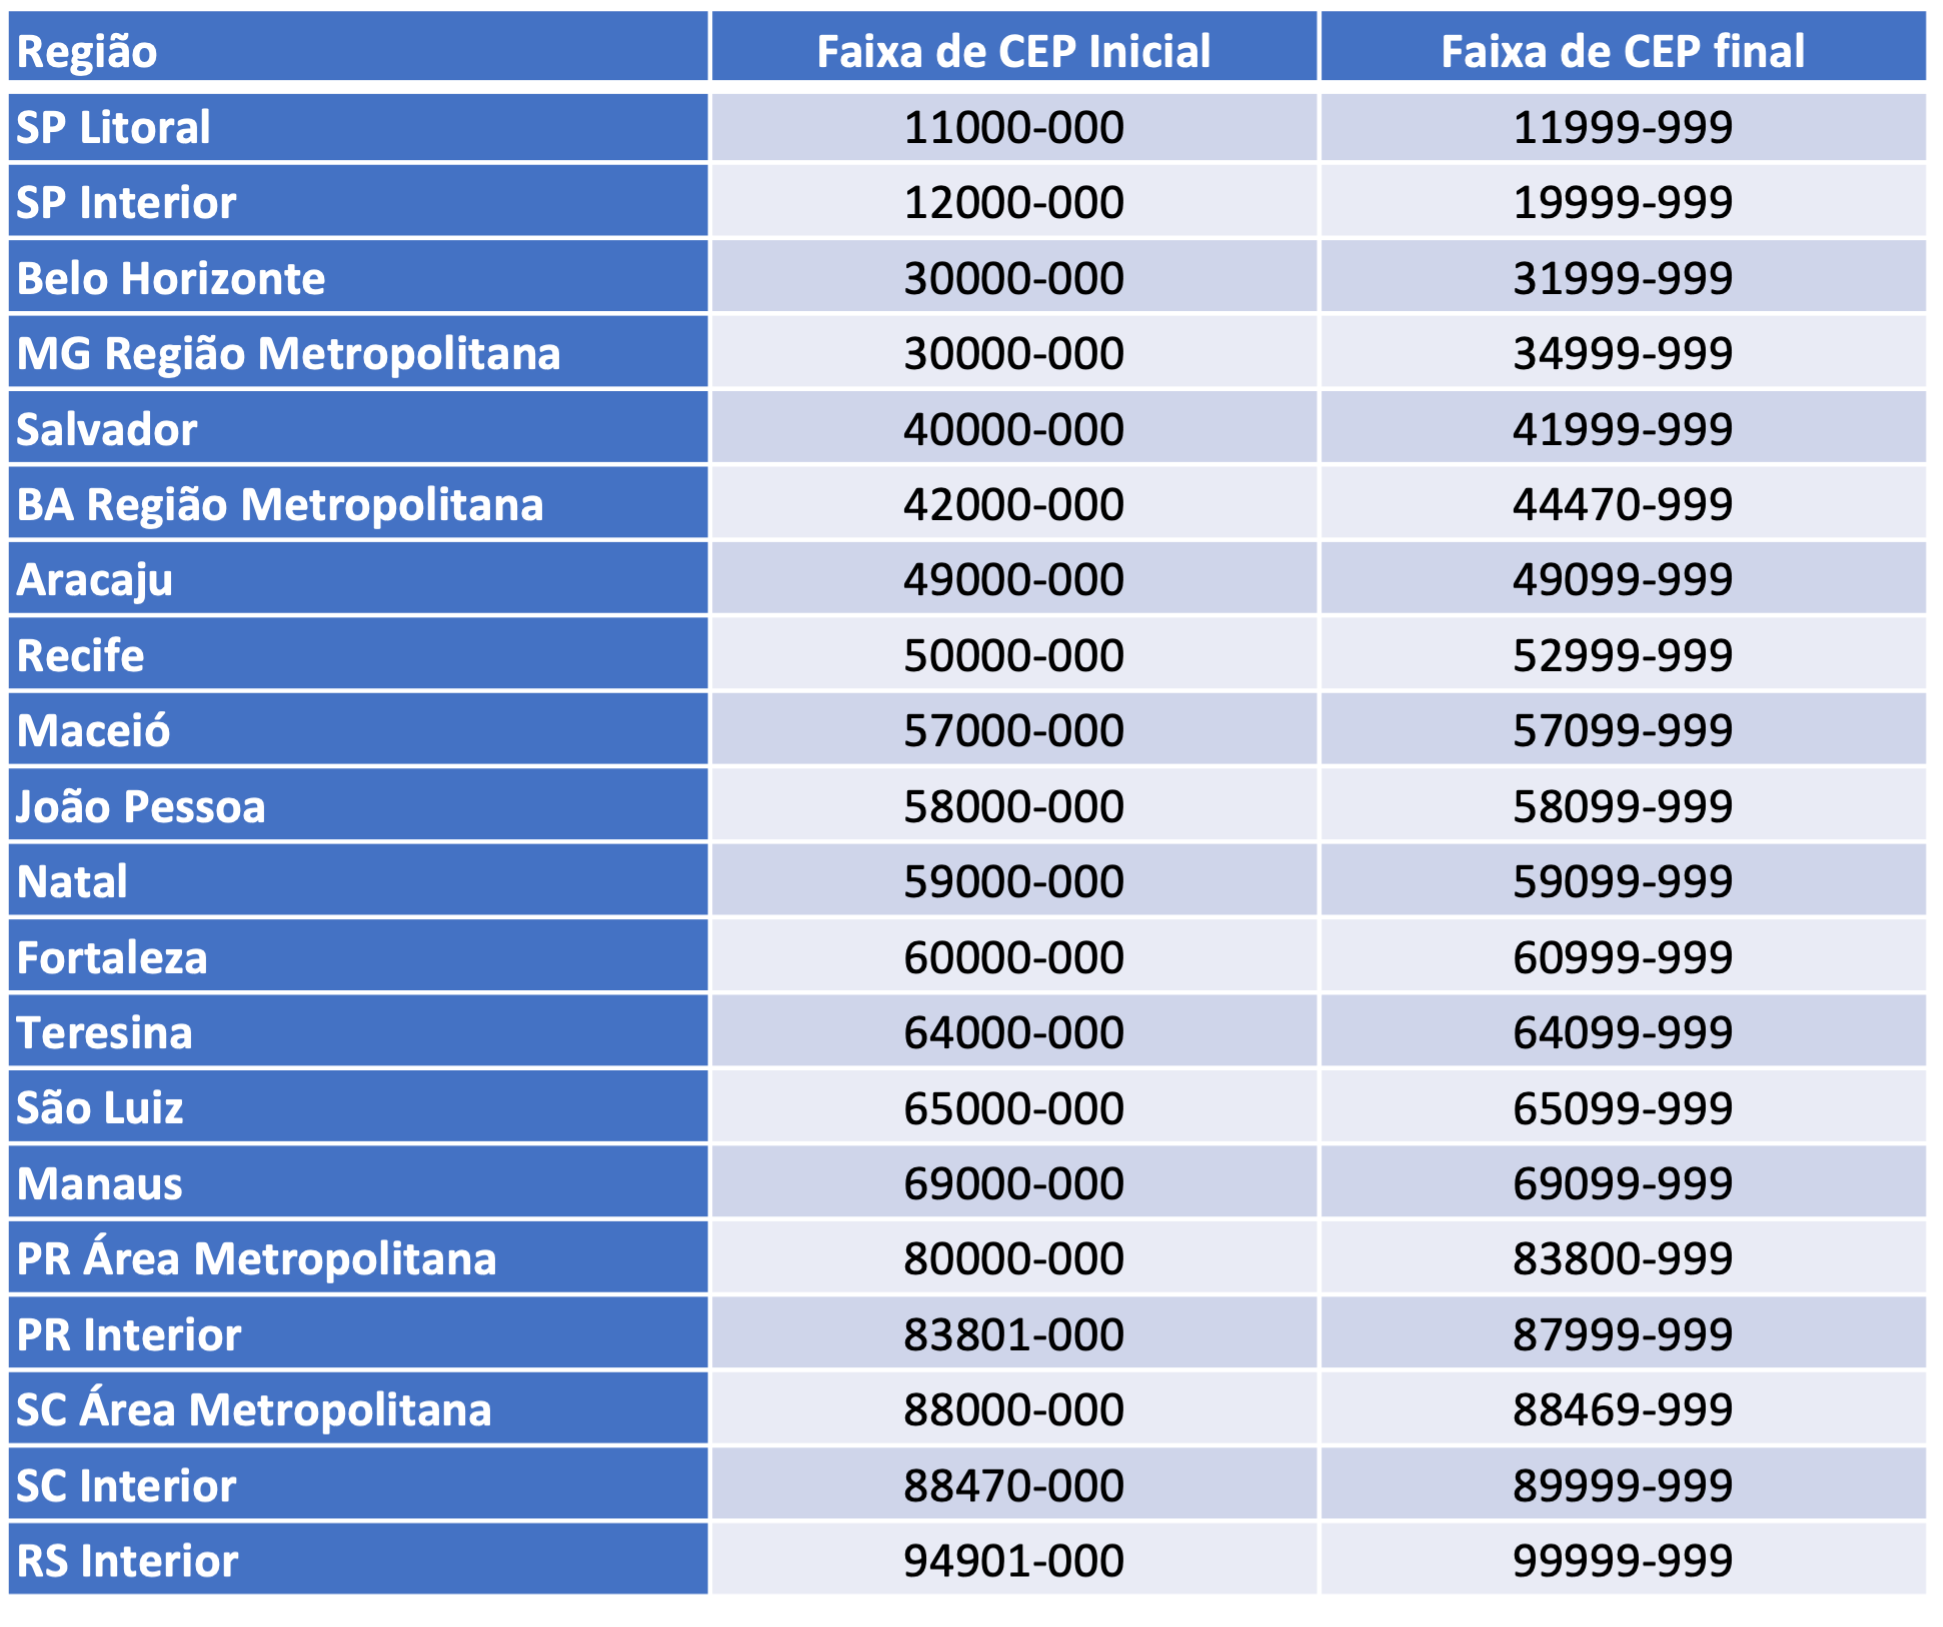 Região Faixa de CEP Inicial Faixa de CEP final
SP Litoral 11000-000 11999-999
SP Interior 12000-000 19999-999
Belo Horizonte 30000-000 31999-999
MG Região Metropolitana 30000-000 34999-999
Salvador 40000-000 41999-999
BA Região Metropolitana 42000-000 44470-999
Aracaju 49000-000 49099-999
Recife 50000-000 52999-999
Maceió 57000-000 57099-999
João Pessoa 58000-000 58099-999
Natal 59000-000 59099-999
Fortaleza 60000-000 60999-999
Teresina 64000-000 64099-999
São Luiz 65000-000 65099-999
Manaus 69000-000 69099-999
PR Área Metropolitana 80000-000 83800-999
PR Interior 83801-000 87999-999
SC Área Metropolitana 88000-000 88469-999
SC Interior 88470-000 89999-999
RS Interior 94901-000 99999-999